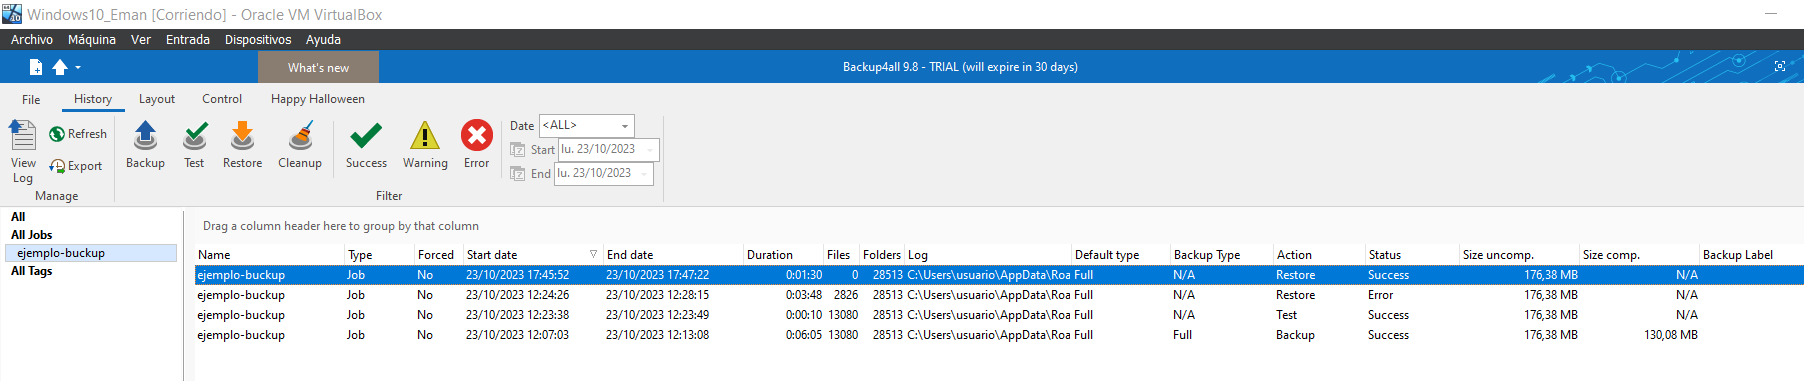 Windows10_Eman [Corriendo] - Oracle VM VirtualBox
Archivo Máquina Ver Entrada Dispositivos Ayuda
What's new Backup4all 9.8 - TRIAL (will expire in 30 days)
File History Layout Control Happy Halloween
View Log Refresh Export Backup Test Restore Cleanup Success Warning Error
Date <ALL>
Start lu. 23/10/2023
End lu. 23/10/2023
Manage Filter
All
All Jobs
ejemplo-buckup
All Tags
Drag a column header here to group by that column
Name Type Forced Start date End date Duration Files Folders Log Default type Backup Type Action Status Size uncomp. Size comp. Backup Label
ejemplo-buckup Job No 23/10/2023 17:45:52 23/10/2023 17:47:22 0:01:30 0 28513 C:\Users\usuario\AppData\Roa Full N/A Restore Success 176,38 MB N/A
ejemplo-buckup Job No 23/10/2023 12:24:26 23/10/2023 12:28:15 0:03:48 2826 28513 C:\Users\usuario\AppData\Roa Full N/A Restore Error 176,38 MB N/A
ejemplo-buckup Job No 23/10/2023 12:23:38 23/10/2023 12:23:49 0:00:10 13080 28513 C:\Users\usuario\AppData\Roa Full N/A Test Success 176,38 MB N/A
ejemplo-buckup Job No 23/10/2023 12:07:03 23/10/2023 12:13:08 0:06:05 13080 28513 C:\Users\usuario\AppData\Roa Full Full Backup Success 176,38 MB 130,08 MB